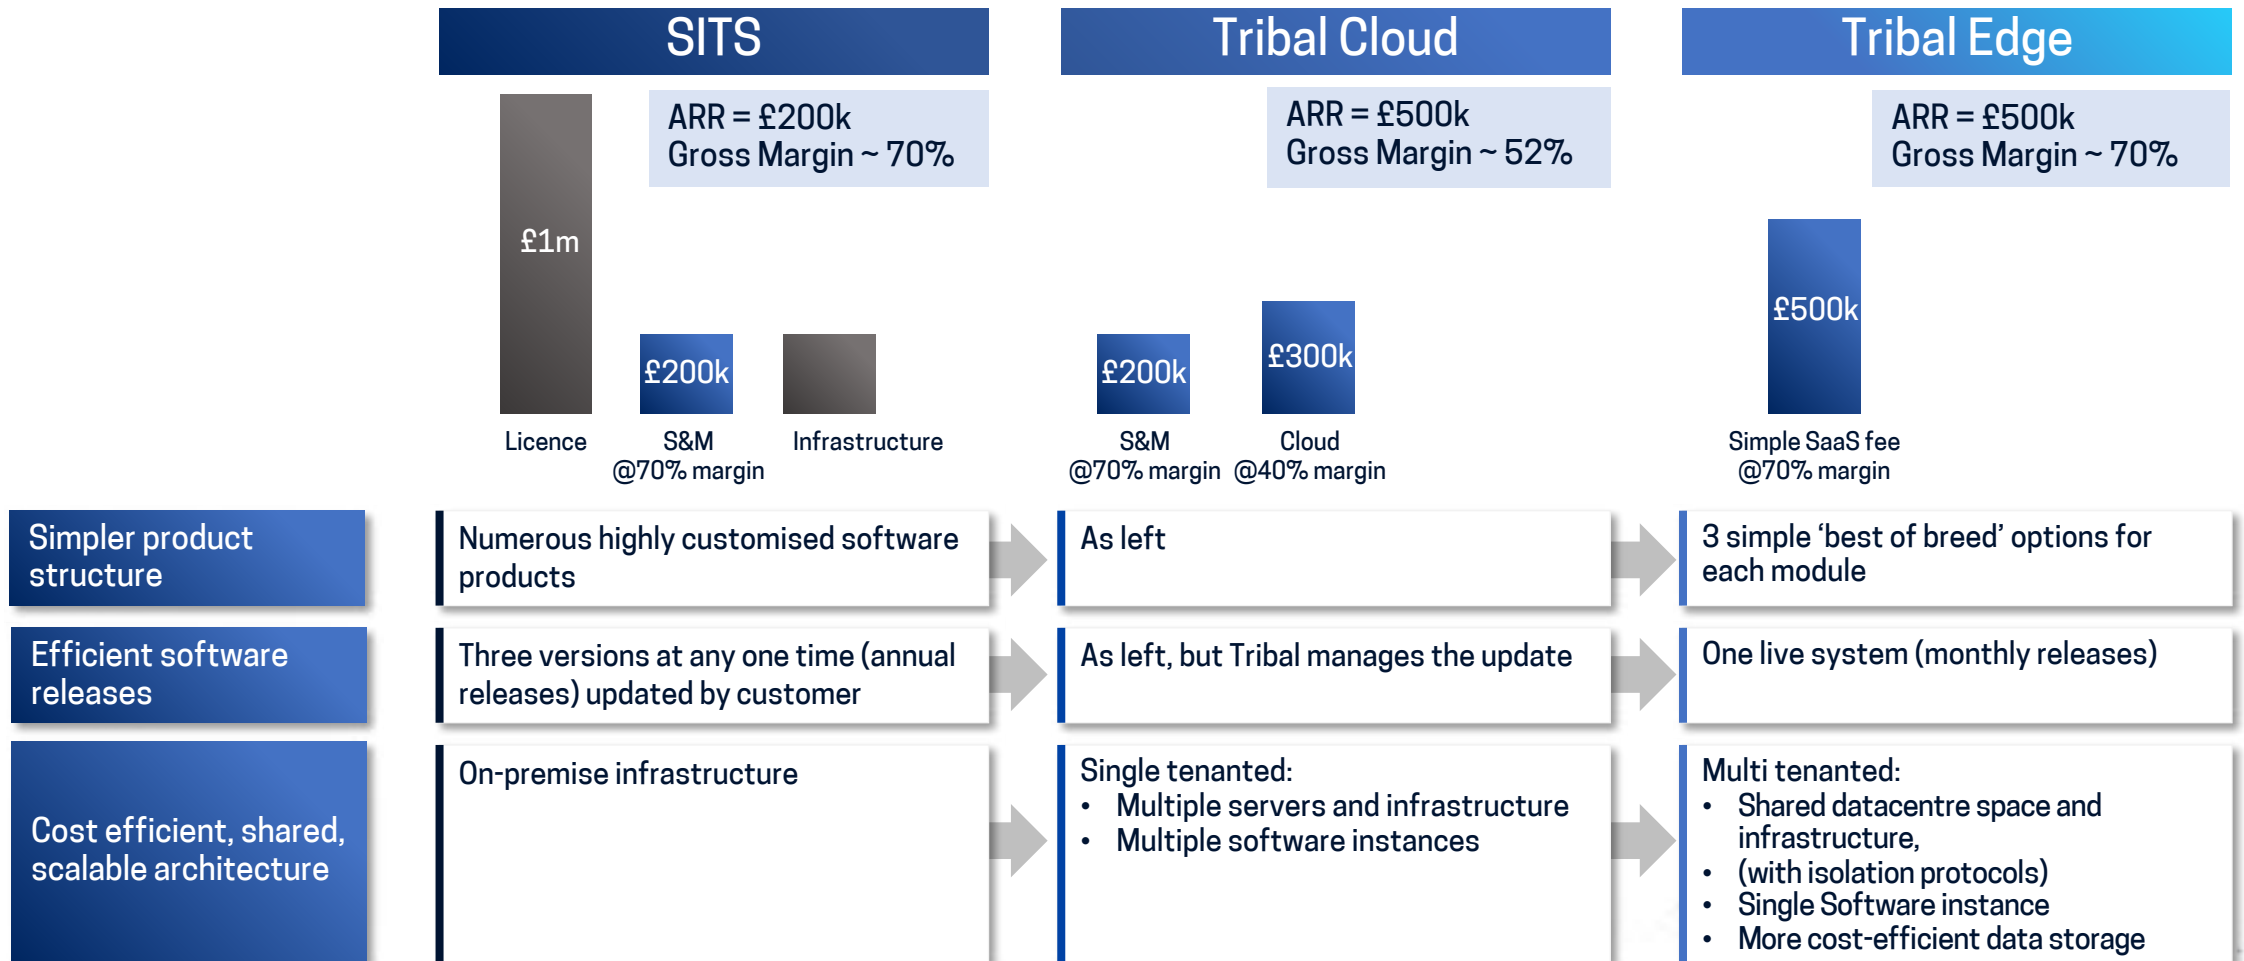 SITS
Tribal Cloud
Tribal Edge
ARR = £200k
Gross Margin ~ 70%
ARR = £500k
Gross Margin ~ 52%
ARR = £500k
Gross Margin ~ 70%
£1m
£200k
£200k
£300k
£500k
Licence
S&M
@70% margin
Infrastructure
S&M
@70% margin
Cloud
@40% margin
Simple SaaS fee
@70% margin
Simpler product
structure
Numerous highly customised software
products
As left
3 simple ‘best of breed’ options for
each module
Efficient software
releases
Three versions at any one time (annual
releases) updated by customer
As left, but Tribal manages the update
One live system (monthly releases)
Cost efficient, shared,
scalable architecture
On-premise infrastructure
Single tenanted:
• Multiple servers and infrastructure
• Multiple software instances
Multi tenanted:
• Shared datacentre space and
infrastructure,
• (with isolation protocols)
• Single Software instance
• More cost-efficient data storage